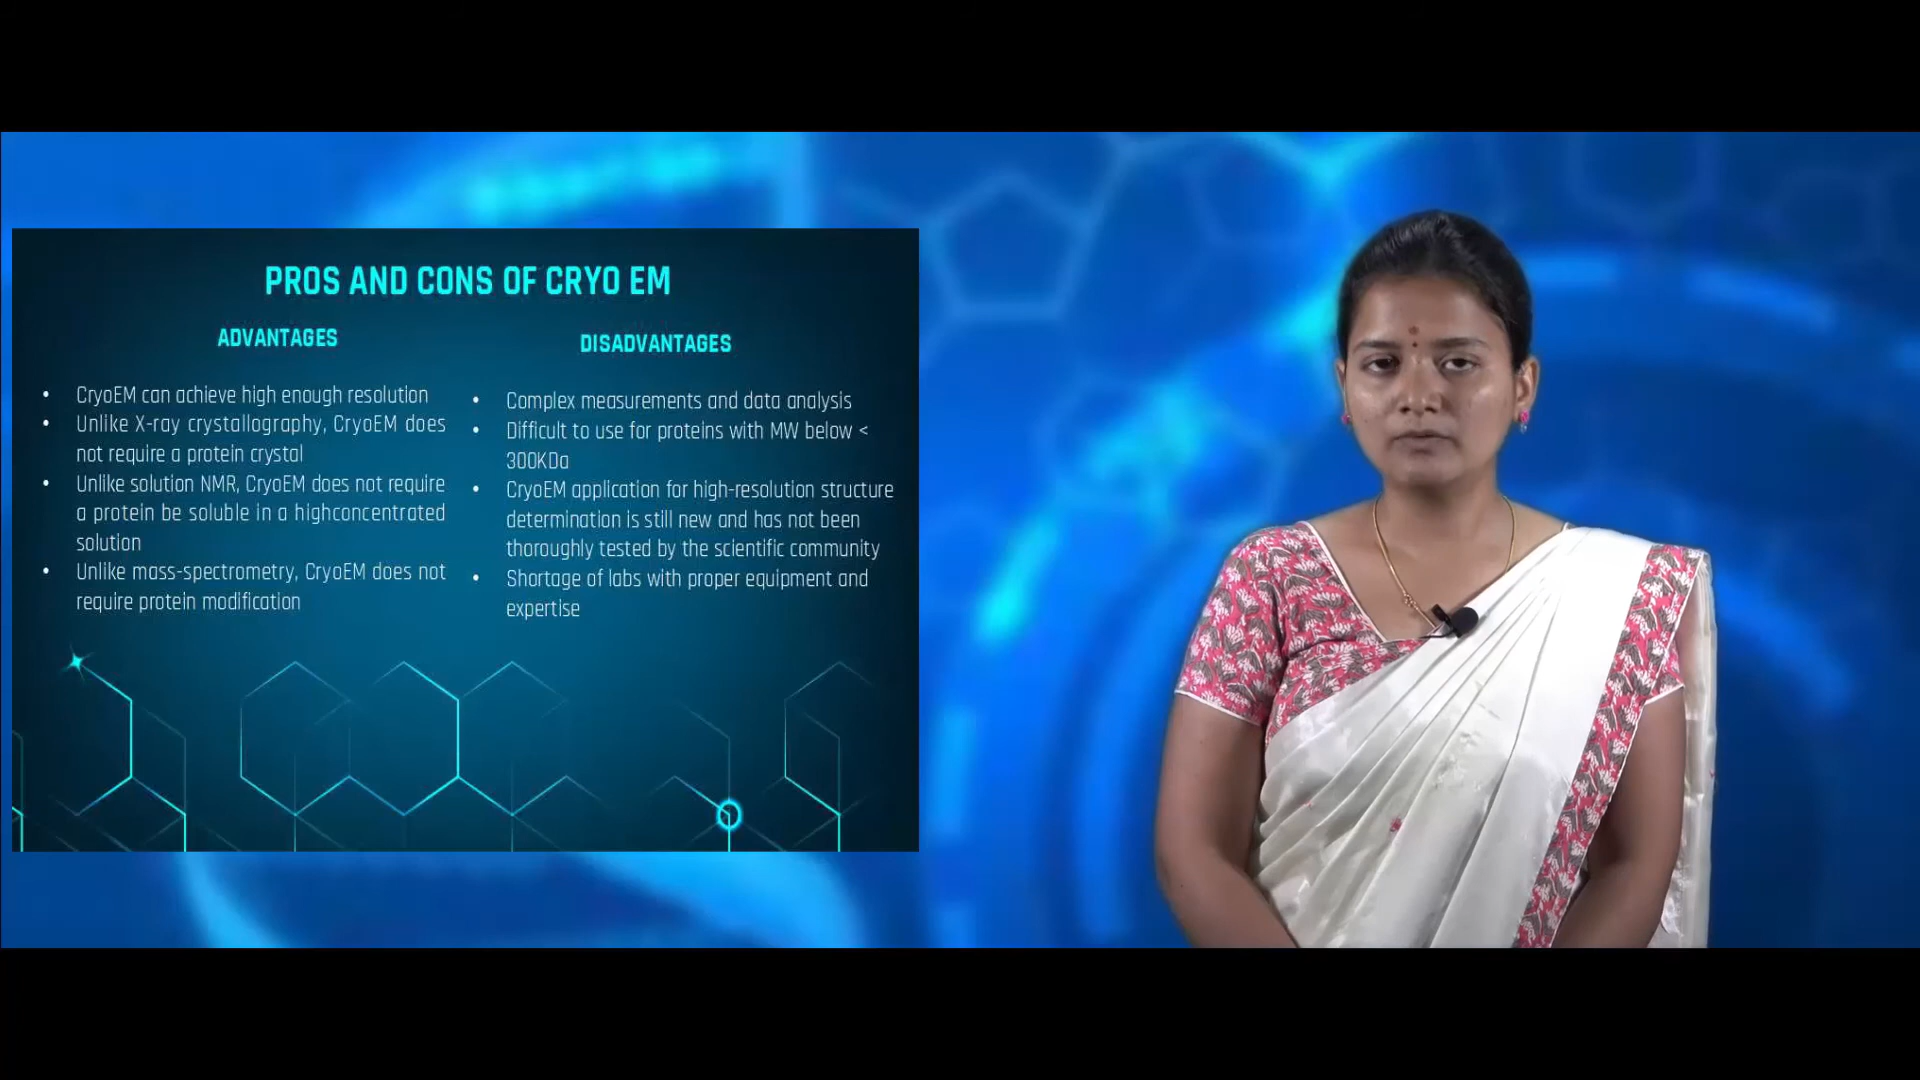 PROS AND CONS OF CRYO EM
ADVANTAGES
• CryoEM can achieve high enough resolution
• Unlike X-ray crystallography, CryoEM does
not require a protein crystal
• Unlike solution NMR, CryoEM does not require
a protein be soluble in a highconcentrated
solution
• Unlike mass-spectrometry, CryoEM does not
require protein modification
DISADVANTAGES
• Complex measurements and data analysis
• Difficult to use for proteins with MW below <
300KDa
• CryoEM application for high-resolution structure
determination is still new and has not been
thoroughly tested by the scientific community
• Shortage of labs with proper equipment and
expertise